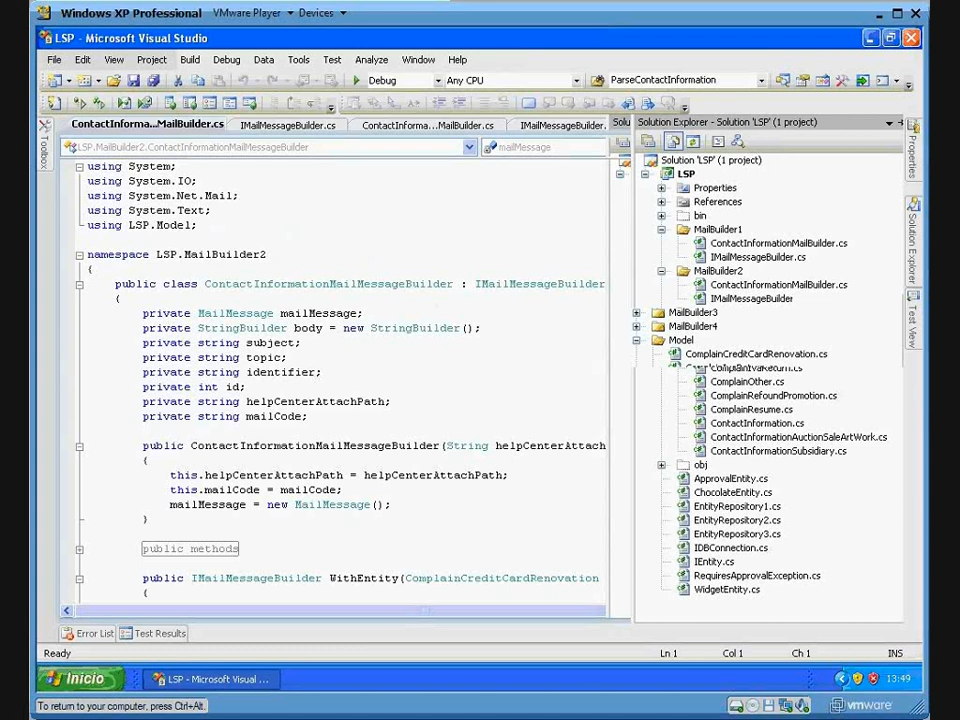 Windows XP Professional VMware Player Devices
LSP - Microsoft Visual Studio
File Edit View Project Build Debug Data Tools Test Analyze Window Help
Debug Any CPU ParseContactInformation
ContactInforma...MailBuilder.cs IMailMessageBuilder.cs ContactInforma...MailBuilder.cs IMailMessageBuilder. Solu
Solution Explorer - Solution 'LSP' (1 project)
LSP.MailBuilder2.ContactInformationMailBuilder mailMessage
using System;
using System.IO;
using System.Net.Mail;
using System.Text;
using LSP.Model;
namespace LSP.MailBuilder2
{
public class ContactInformationMailMessageBuilder : IMailMessageBuilder
{
private MailMessage mailMessage;
private StringBuilder body = new StringBuilder();
private string subject;
private string topic;
private string identifier;
private int id;
private string helpCenterAttachPath;
private string mailCode;
public ContactInformationMailMessageBuilder(String helpCenterAttach
{
this.helpCenterAttachPath = helpCenterAttachPath;
this.mailCode = mailCode;
mailMessage = new MailMessage();
}
public methods
public IMailMessageBuilder WithEntity(ComplainCreditCardRenovation
{
Solution 'LSP' (1 project)
LSP
Properties
References
bin
MailBuilder1
ContactInformationMailBuilder.cs
IMailMessageBuilder.cs
MailBuilder2
ContactInformationMailBuilder.cs
IMailMessageBuilder
MailBuilder3
MailBuilder4
Model
ComplainCreditCardRenovation.cs
ComplainOther.cs
ComplainRefoundPromotion.cs
ComplainResume.cs
ContactInformation.cs
ContactInformationAuctionSaleArtWork.cs
ContactInformationSubsidiary.cs
obj
ApprovalEntity.cs
ChocolateEntity.cs
EntityRepository1.cs
EntityRepository2.cs
EntityRepository3.cs
IDBConnection.cs
IEntity.cs
RequiresApprovalException.cs
WidgetEntity.cs
Toolbox
Properties
Solution Explorer
Test View
Error List Test Results
Ready Ln 1 Col 1 Ch 1 INS
Inicio LSP - Microsoft Visual ... 13:49
To return to your computer, press Ctrl+Alt. vmware